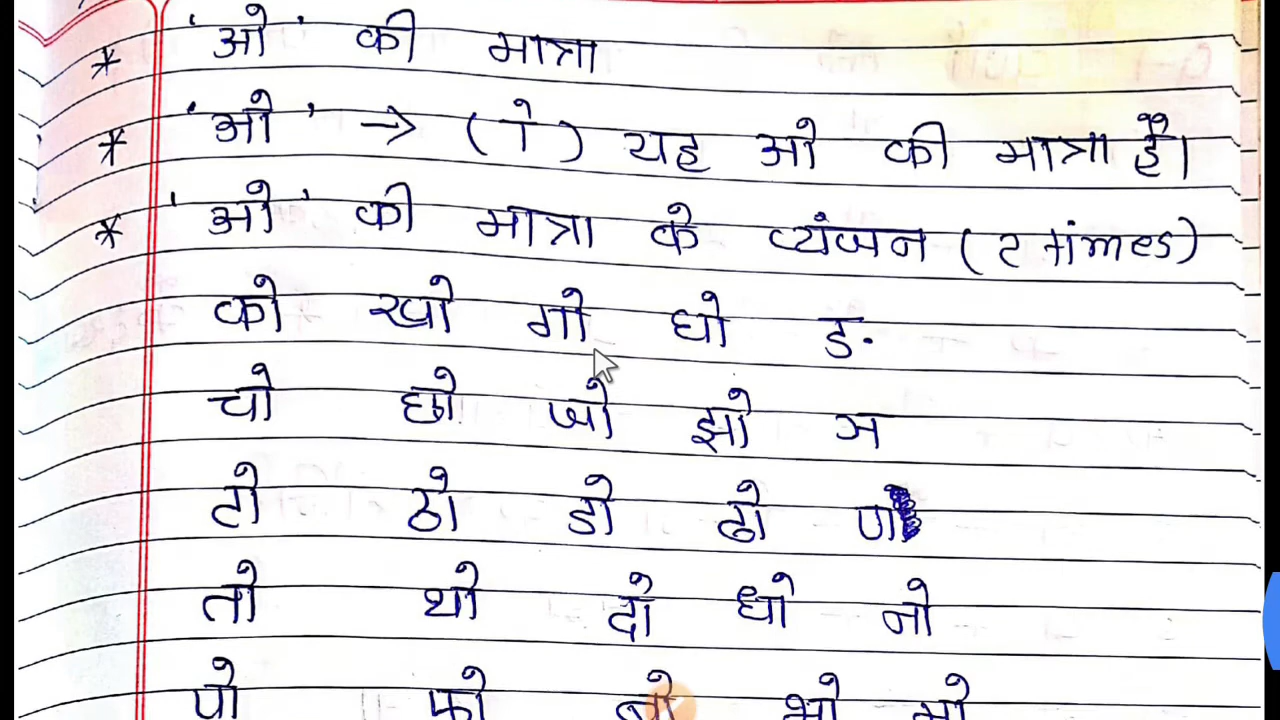 * 'ओ' की मात्रा
* 'ओ' → (ो) यह ओ की मात्रा है।
* 'ओ' की मात्रा के व्यंजन (2 times)
को खो गो घो ङ
चो छो जो झो ञ
टो ठो डो ढो ण
तो थो दो धो नो
पो फो बो भो मो